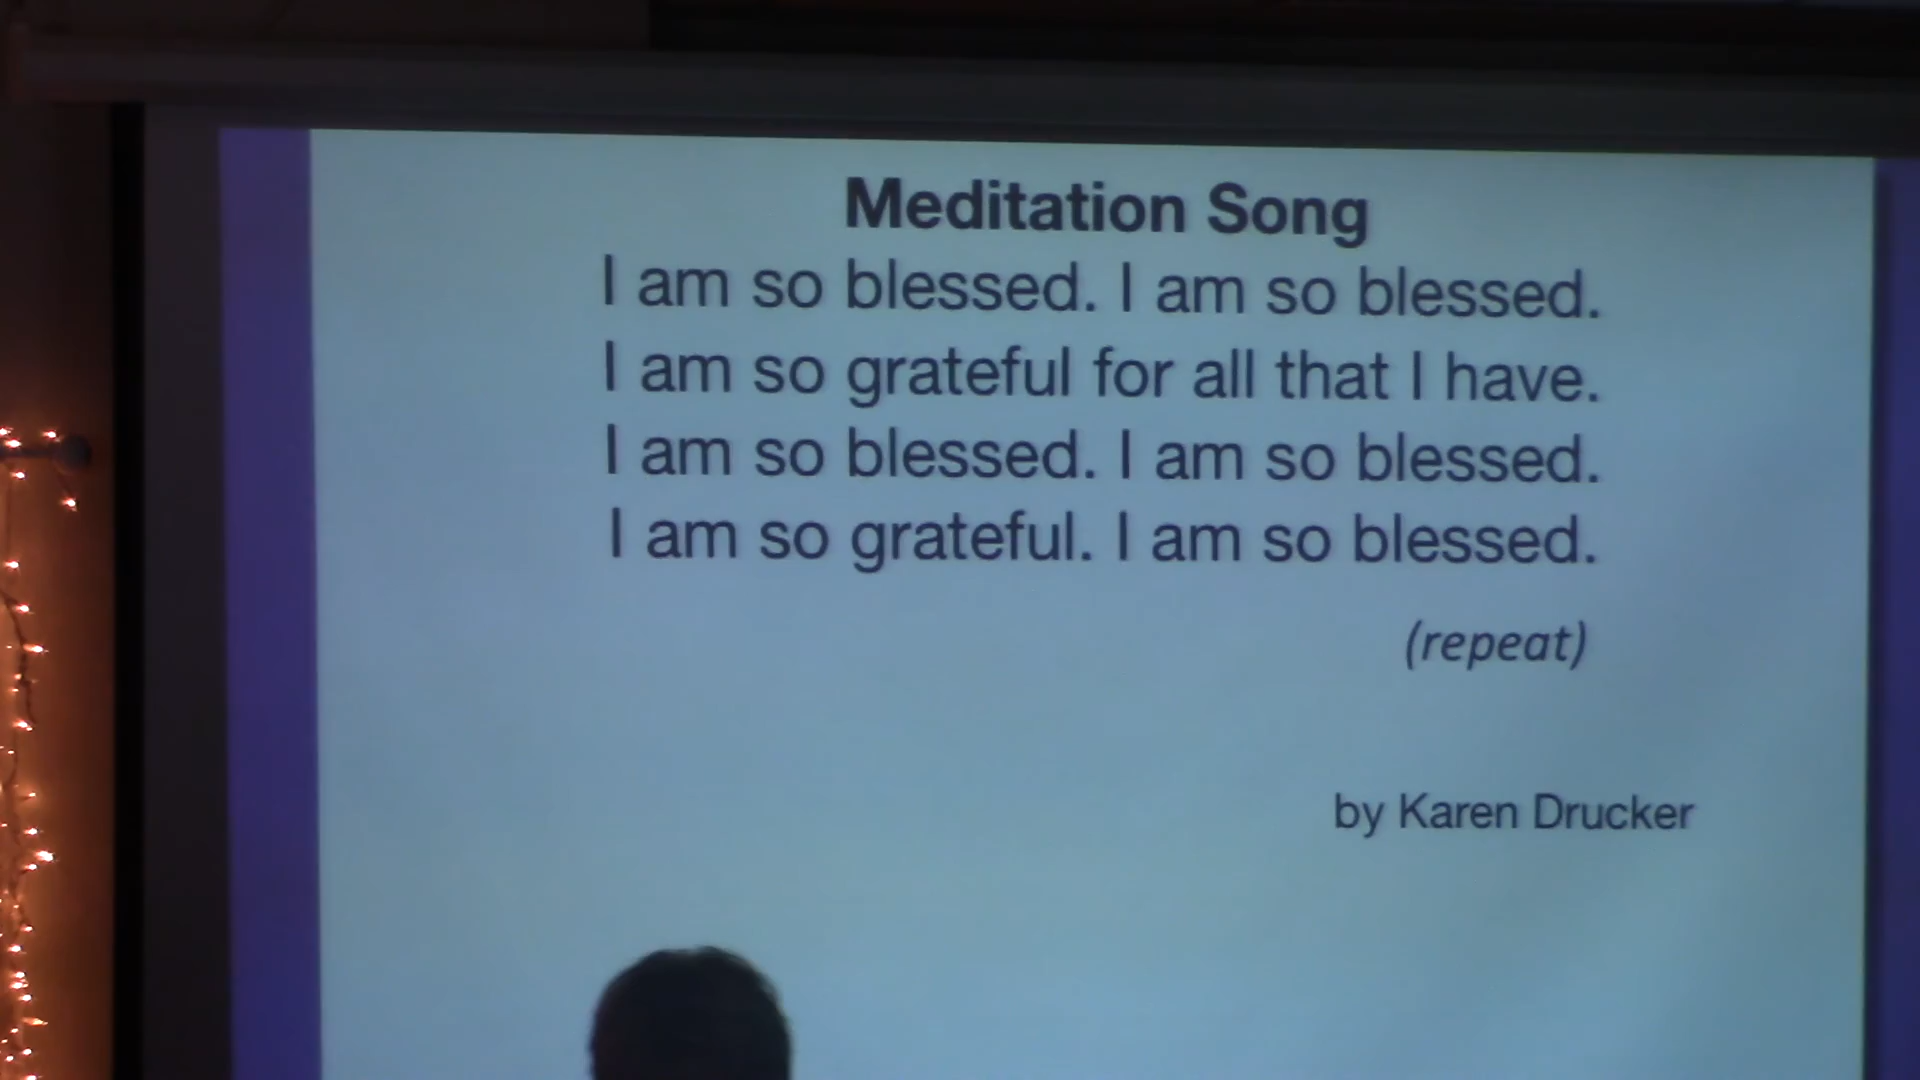 Meditation Song
I am so blessed. I am so blessed.
I am so grateful for all that I have.
I am so blessed. I am so blessed.
I am so grateful. I am so blessed.
(repeat)
by Karen Drucker